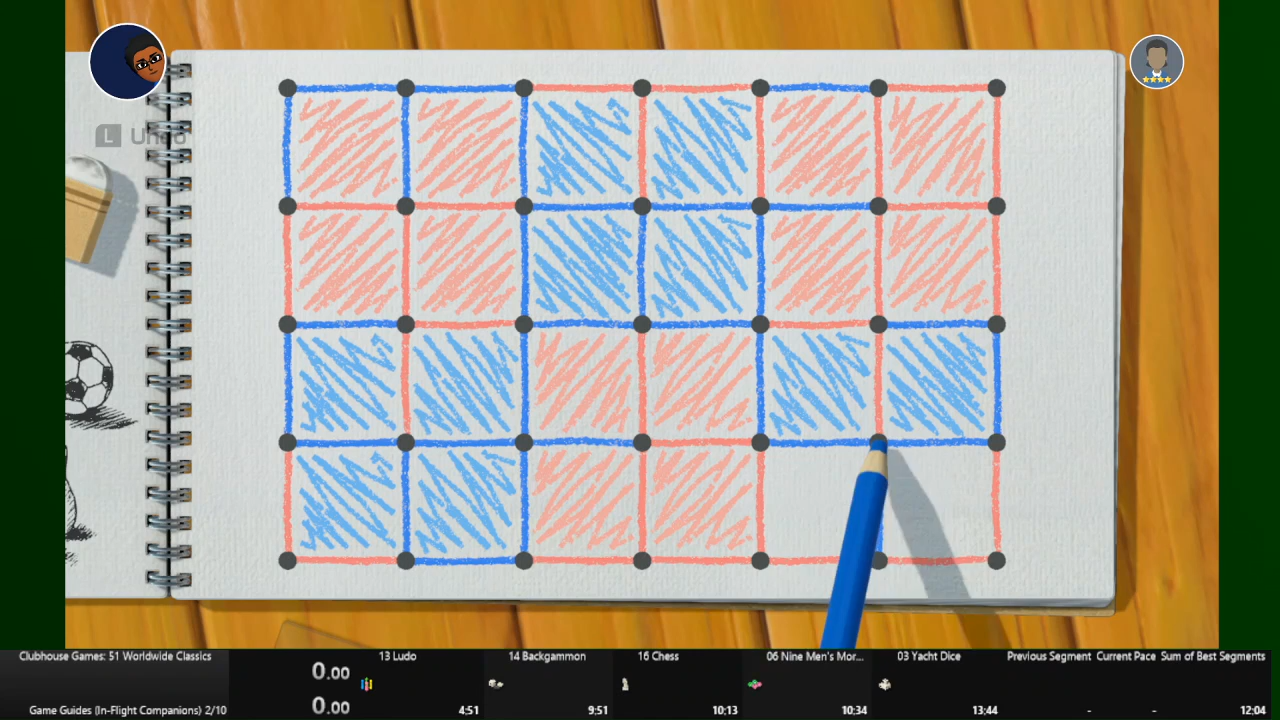 L Undo
Clubhouse Games: 51 Worldwide Classics
Game Guides (In-Flight Companions) 2/10
0.00
0.00
13 Ludo
4:51
14 Backgammon
9:51
16 Chess
10:13
06 Nine Men's Mor...
10:34
03 Yacht Dice
13:44
Previous Segment
-
Current Pace
-
Sum of Best Segments
12:04